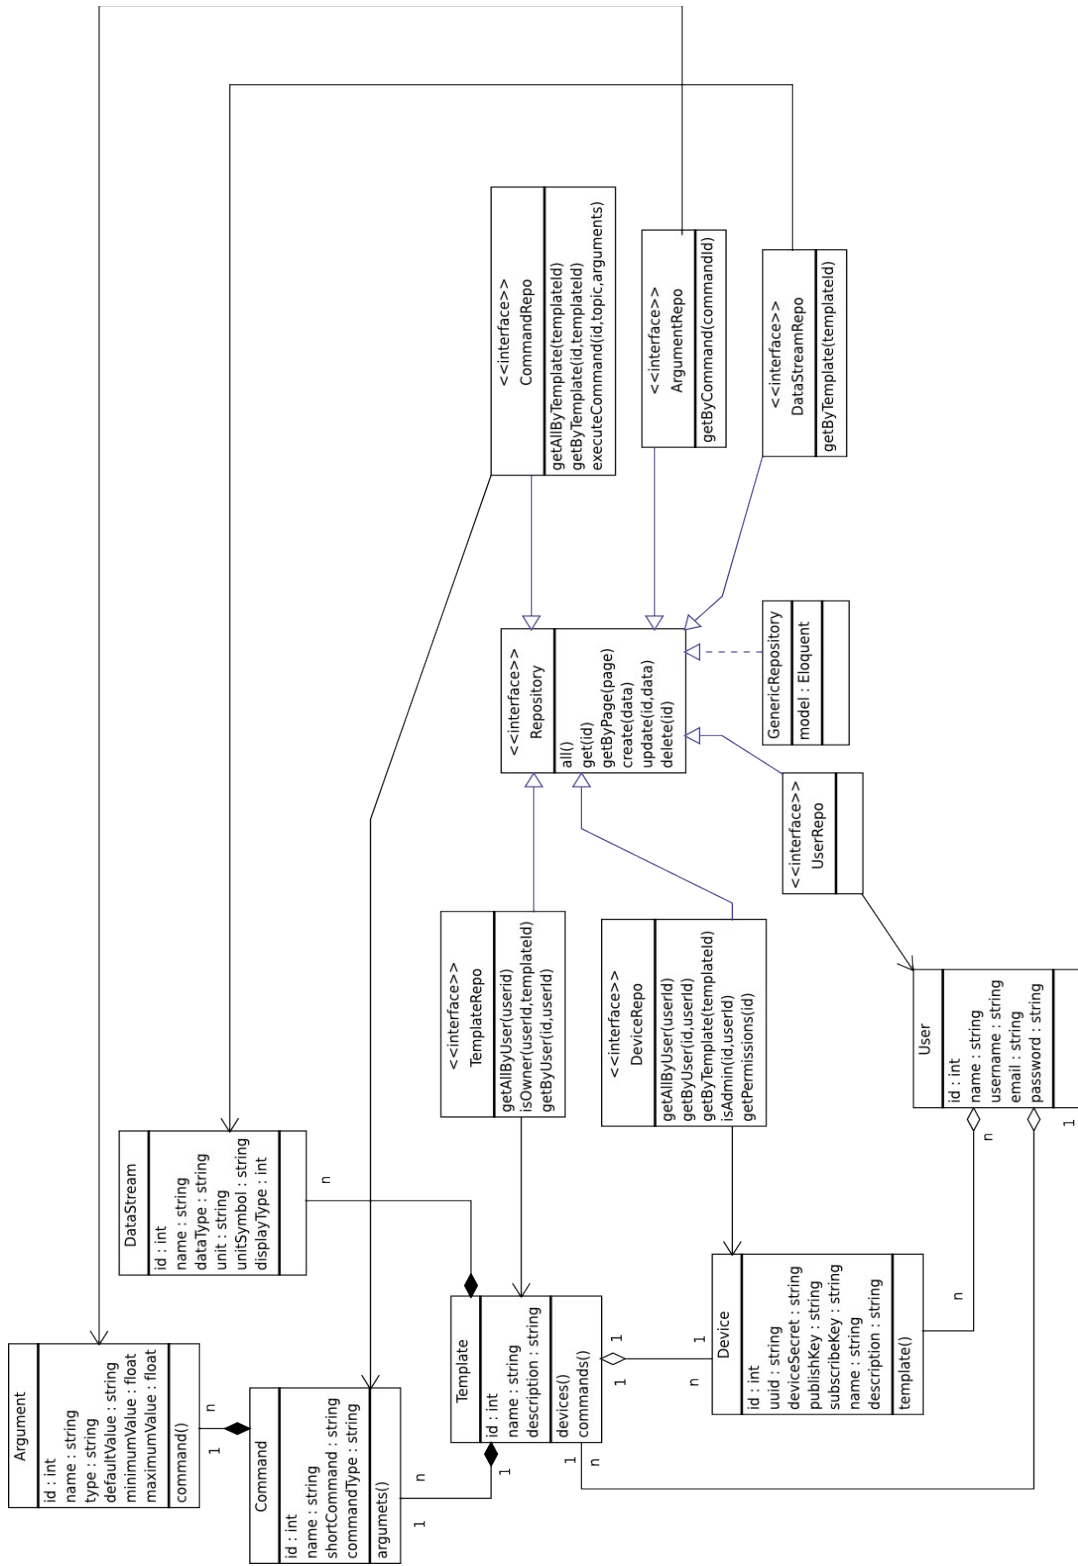 Argument
id : int
name : string
type : string
defaultValue : string
minimumValue : float
maximumValue : float
command()
n
1
Command
id : int
name : string
shortCommand : string
commandType : string
argumets()
n
1
DataStream
id : int
name : string
dataType : string
unit : string
unitSymbol : string
displayType : int
n
Template
id : int
name : string
description : string
devices()
commands()
1
1
n
1
1
1
n
Device
id : int
uuid : string
deviceSecret : string
publishKey : string
subscribeKey : string
name : string
description : string
template()
n
n
User
id : int
name : string
username : string
email : string
password : string
1
<<interface>>
TemplateRepo
getAllByUser(userid)
isOwner(userId,templateId)
getByUser(id,userId)
<<interface>>
DeviceRepo
getAllByUser(userId)
getByUser(id,userId)
getByTemplate(templateId)
isAdmin(id,userId)
getPermissions(id)
<<interface>>
UserRepo
<<interface>>
Repository
all()
get(id)
getByPage(page)
create(data)
update(id,data)
delete(id)
GenericRepository
model : Eloquent
<<interface>>
CommandRepo
getAllByTemplate(templateId)
getByTemplate(id,templateId)
executeCommand(id,topic,arguments)
<<interface>>
ArgumentRepo
getByCommand(commandId)
<<interface>>
DataStreamRepo
getByTemplate(templateId)